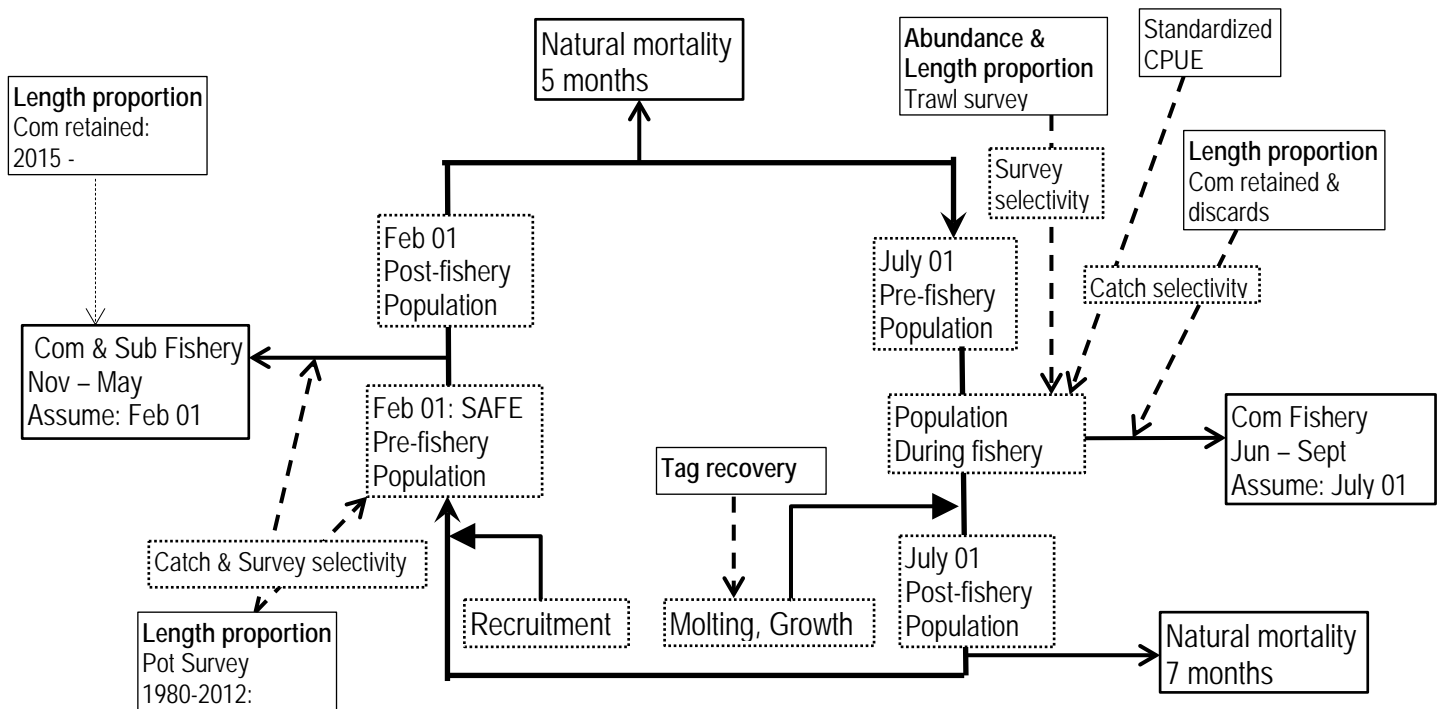 Natural mortality
5 months
Abundance &
Length proportion
Trawl survey
Standardized
CPUE
Length proportion
Com retained:
2015 -
Length proportion
Com retained &
discards
Survey
selectivity
Feb 01
Post-fishery
Population
July 01
Pre-fishery
Population
Catch selectivity
Com & Sub Fishery
Nov – May
Assume: Feb 01
Feb 01: SAFE
Pre-fishery
Population
Population
During fishery
Com Fishery
Jun – Sept
Assume: July 01
Tag recovery
Catch & Survey selectivity
July 01
Post-fishery
Population
Recruitment
Molting, Growth
Length proportion
Pot Survey
1980-2012:
Natural mortality
7 months